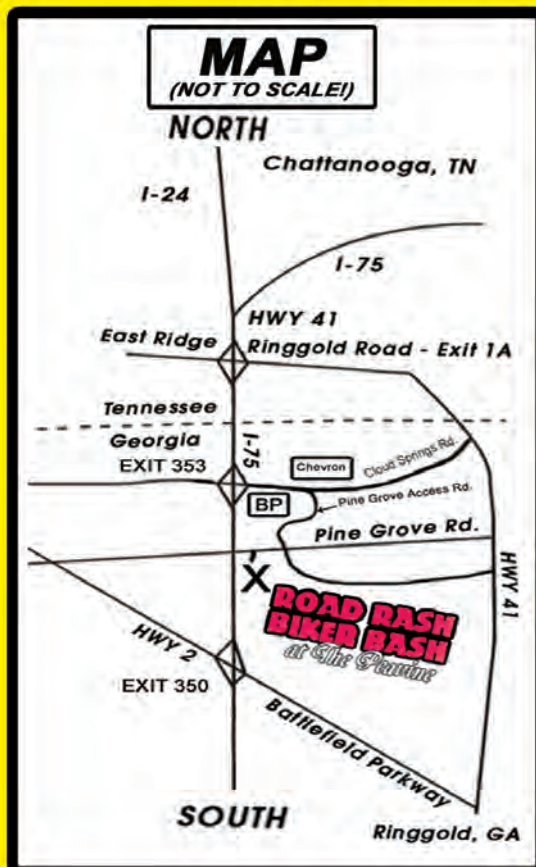 MAP
(NOT TO SCALE!)
NORTH
Chattanooga, TN
I-24
I-75
HWY 41
East Ridge
Ringgold Road - Exit 1A
Tennessee
Georgia
I-75
EXIT 353
Chevron
Cloud Springs Rd.
BP
Pine Grove Access Rd.
Pine Grove Rd.
HWY 41
X
ROAD RASH
BIKER BASH
at The Peavine
HWY 2
EXIT 350
Battlefield Parkway
SOUTH
Ringgold, GA